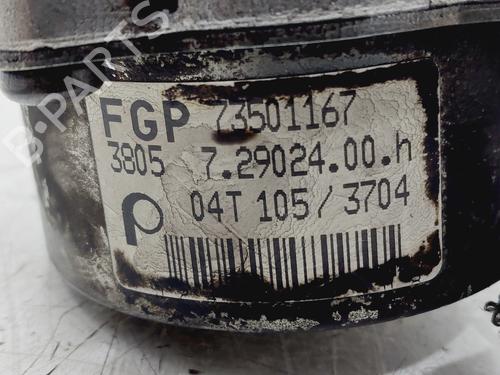 B-PARTS
FGP 73501167
3805 7.29024.00.h
04T 105 / 3704